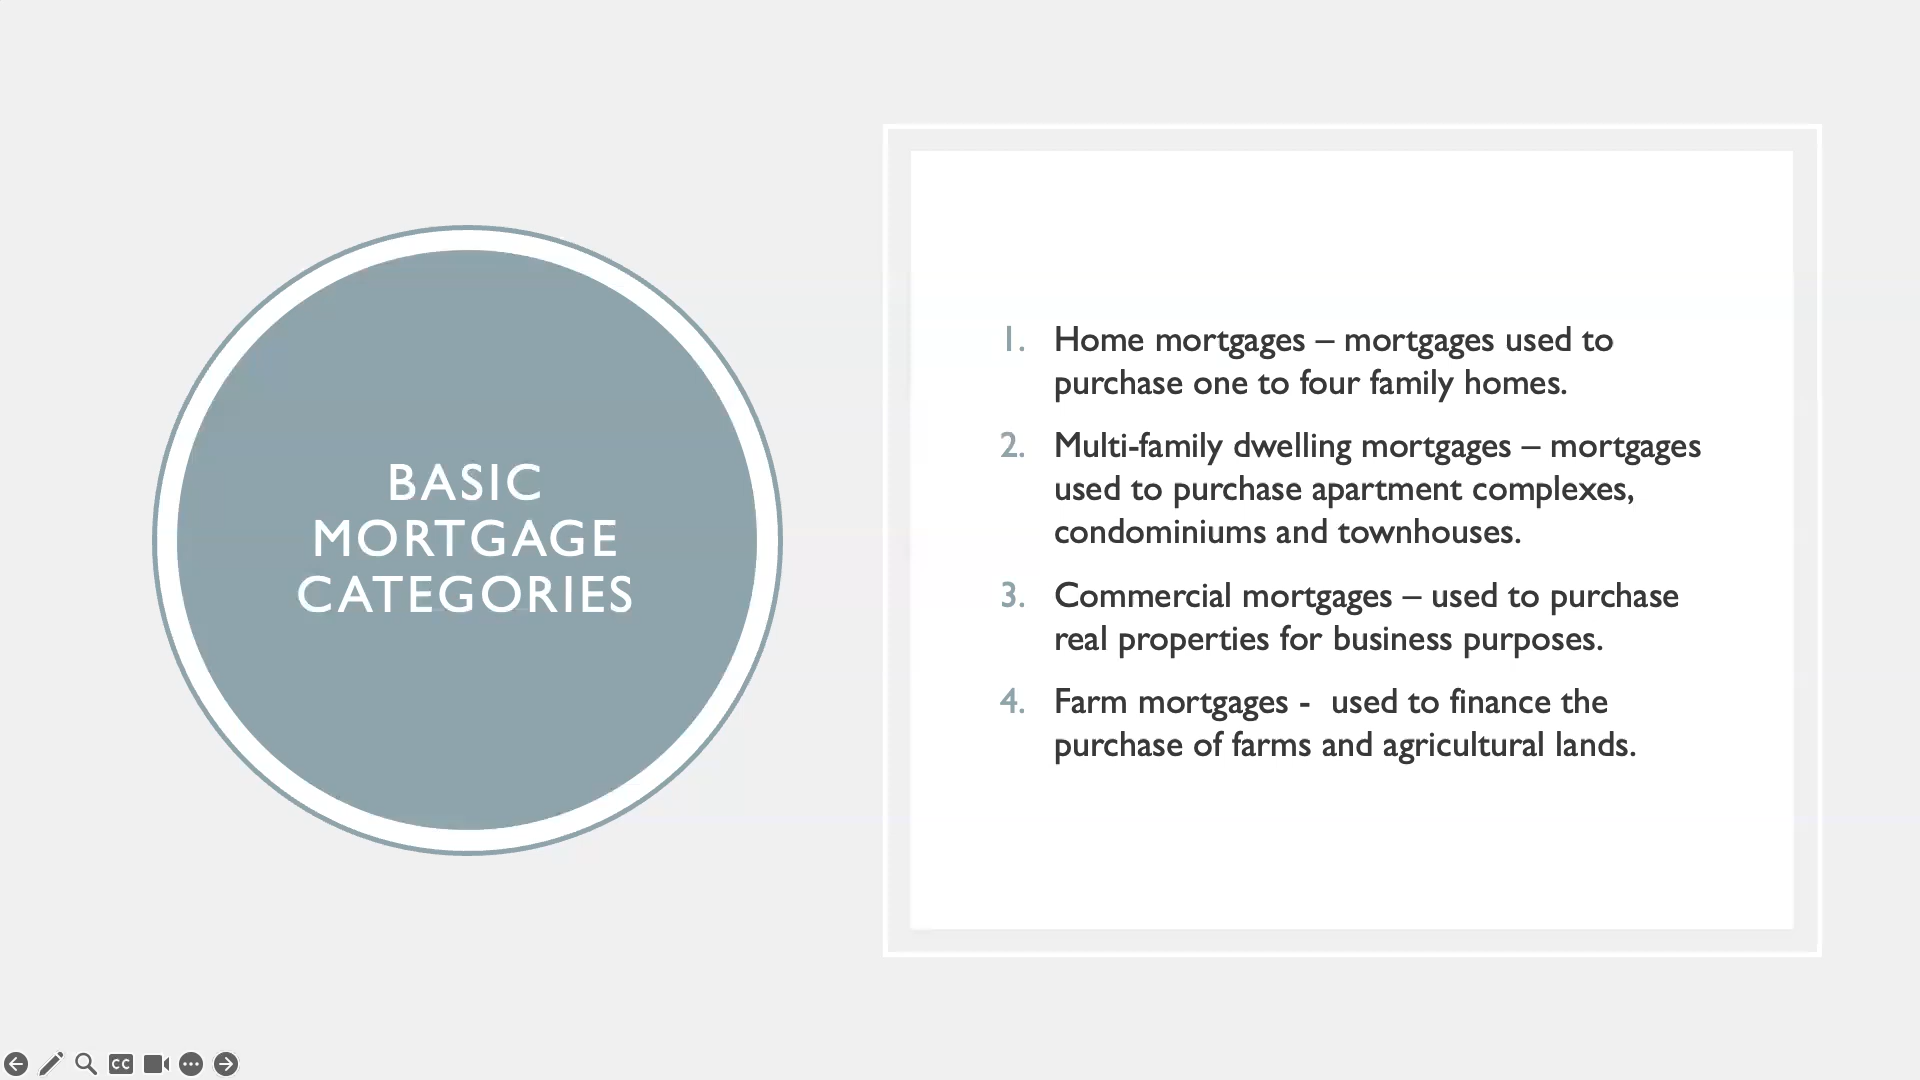 BASIC
MORTGAGE
CATEGORIES
1. Home mortgages – mortgages used to
purchase one to four family homes.
2. Multi-family dwelling mortgages – mortgages
used to purchase apartment complexes,
condominiums and townhouses.
3. Commercial mortgages – used to purchase
real properties for business purposes.
4. Farm mortgages -  used to finance the
purchase of farms and agricultural lands.
CC